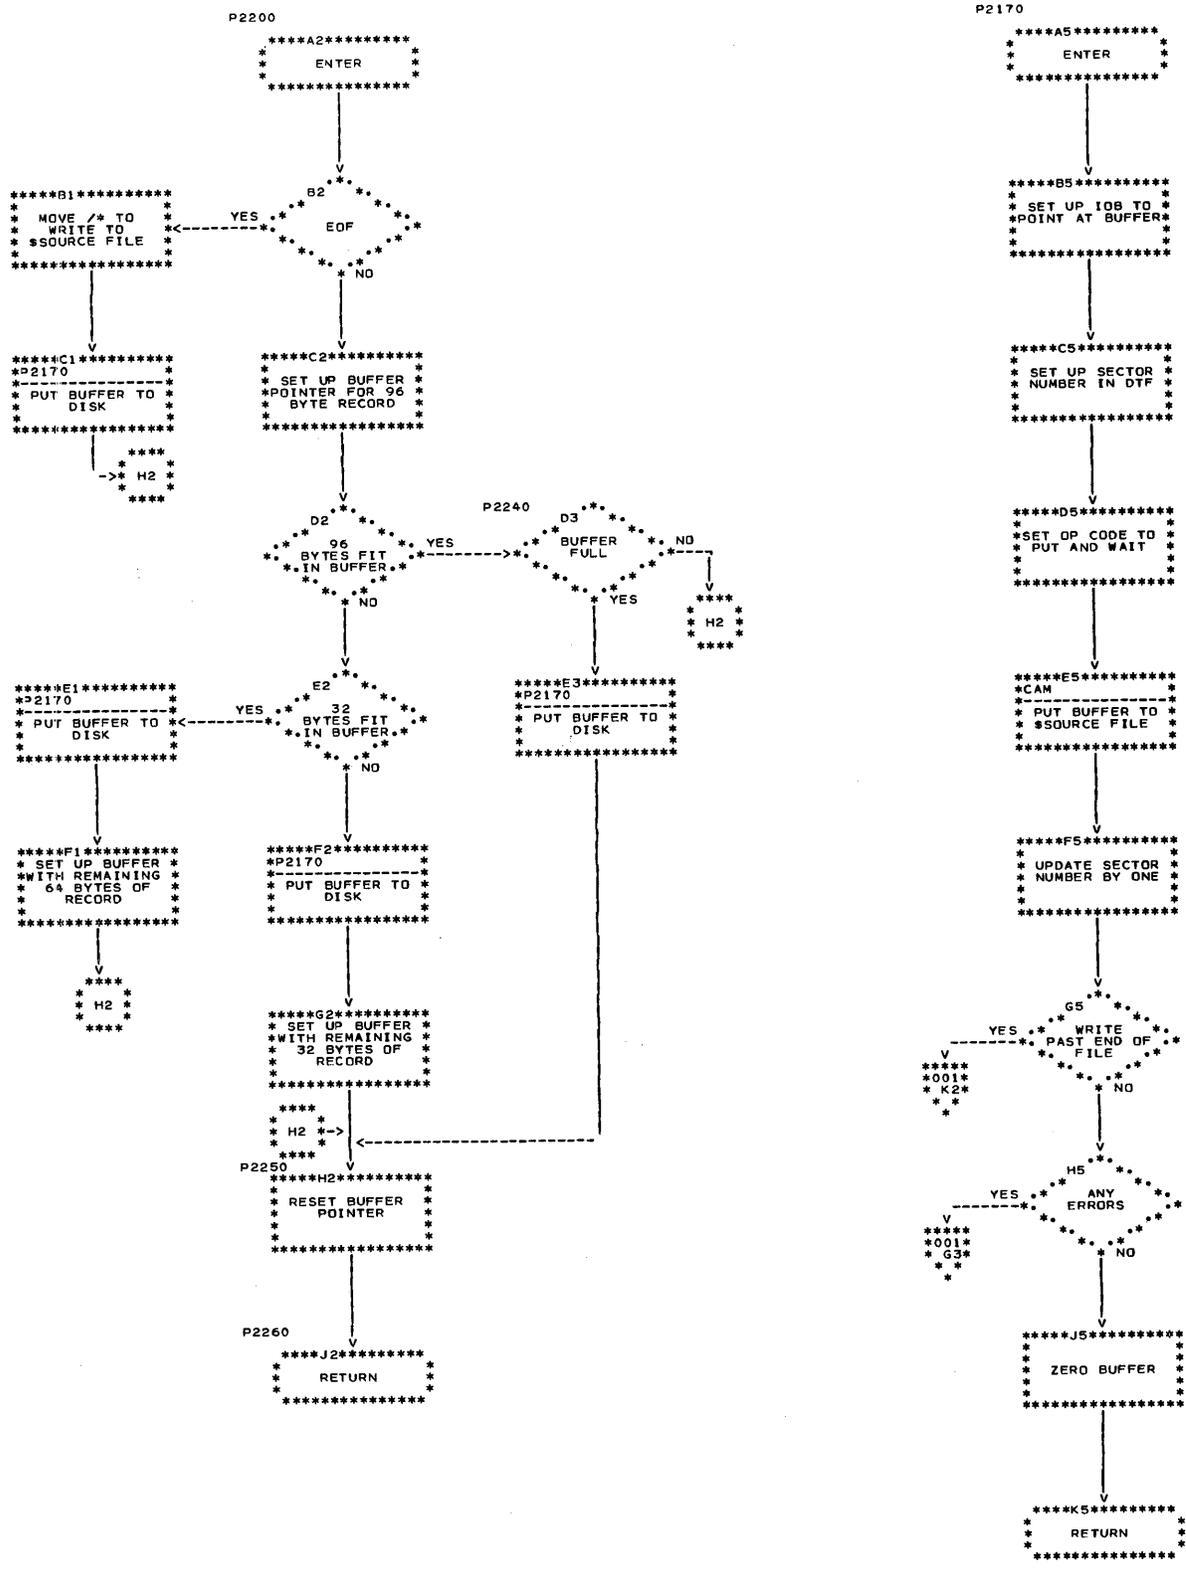 P2200
A2
ENTER
B2
EOF
YES
NO
B1
MOVE /* TO
WRITE TO
$SOURCE FILE
C1
P2170
PUT BUFFER TO
DISK
H2
C2
SET UP BUFFER
POINTER FOR 96
BYTE RECORD
D2
96
BYTES FIT
IN BUFFER
YES
NO
P2240
D3
BUFFER
FULL
NO
YES
H2
E2
32
BYTES FIT
IN BUFFER
YES
NO
E1
P2170
PUT BUFFER TO
DISK
E3
P2170
PUT BUFFER TO
DISK
F1
SET UP BUFFER
WITH REMAINING
64 BYTES OF
RECORD
H2
F2
P2170
PUT BUFFER TO
DISK
G2
SET UP BUFFER
WITH REMAINING
32 BYTES OF
RECORD
H2
P2250
H2
RESET BUFFER
POINTER
P2260
J2
RETURN
P2170
A5
ENTER
B5
SET UP IOB TO
POINT AT BUFFER
C5
SET UP SECTOR
NUMBER IN DTF
D5
SET OP CODE TO
PUT AND WAIT
E5
CAM
PUT BUFFER TO
$SOURCE FILE
F5
UPDATE SECTOR
NUMBER BY ONE
G5
WRITE
PAST END OF
FILE
YES
NO
001
K2
H5
ANY
ERRORS
YES
NO
001
G3
J5
ZERO BUFFER
K5
RETURN